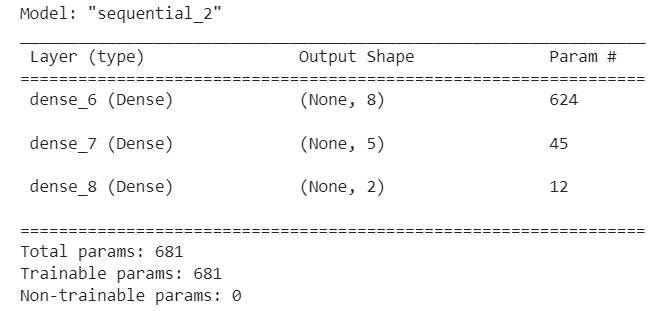 Model: "sequential_2"
_________________________________________________________________
Layer (type)                Output Shape              Param #
=================================================================
dense_6 (Dense)             (None, 8)                 624
dense_7 (Dense)             (None, 5)                 45
dense_8 (Dense)             (None, 2)                 12
=================================================================
Total params: 681
Trainable params: 681
Non-trainable params: 0